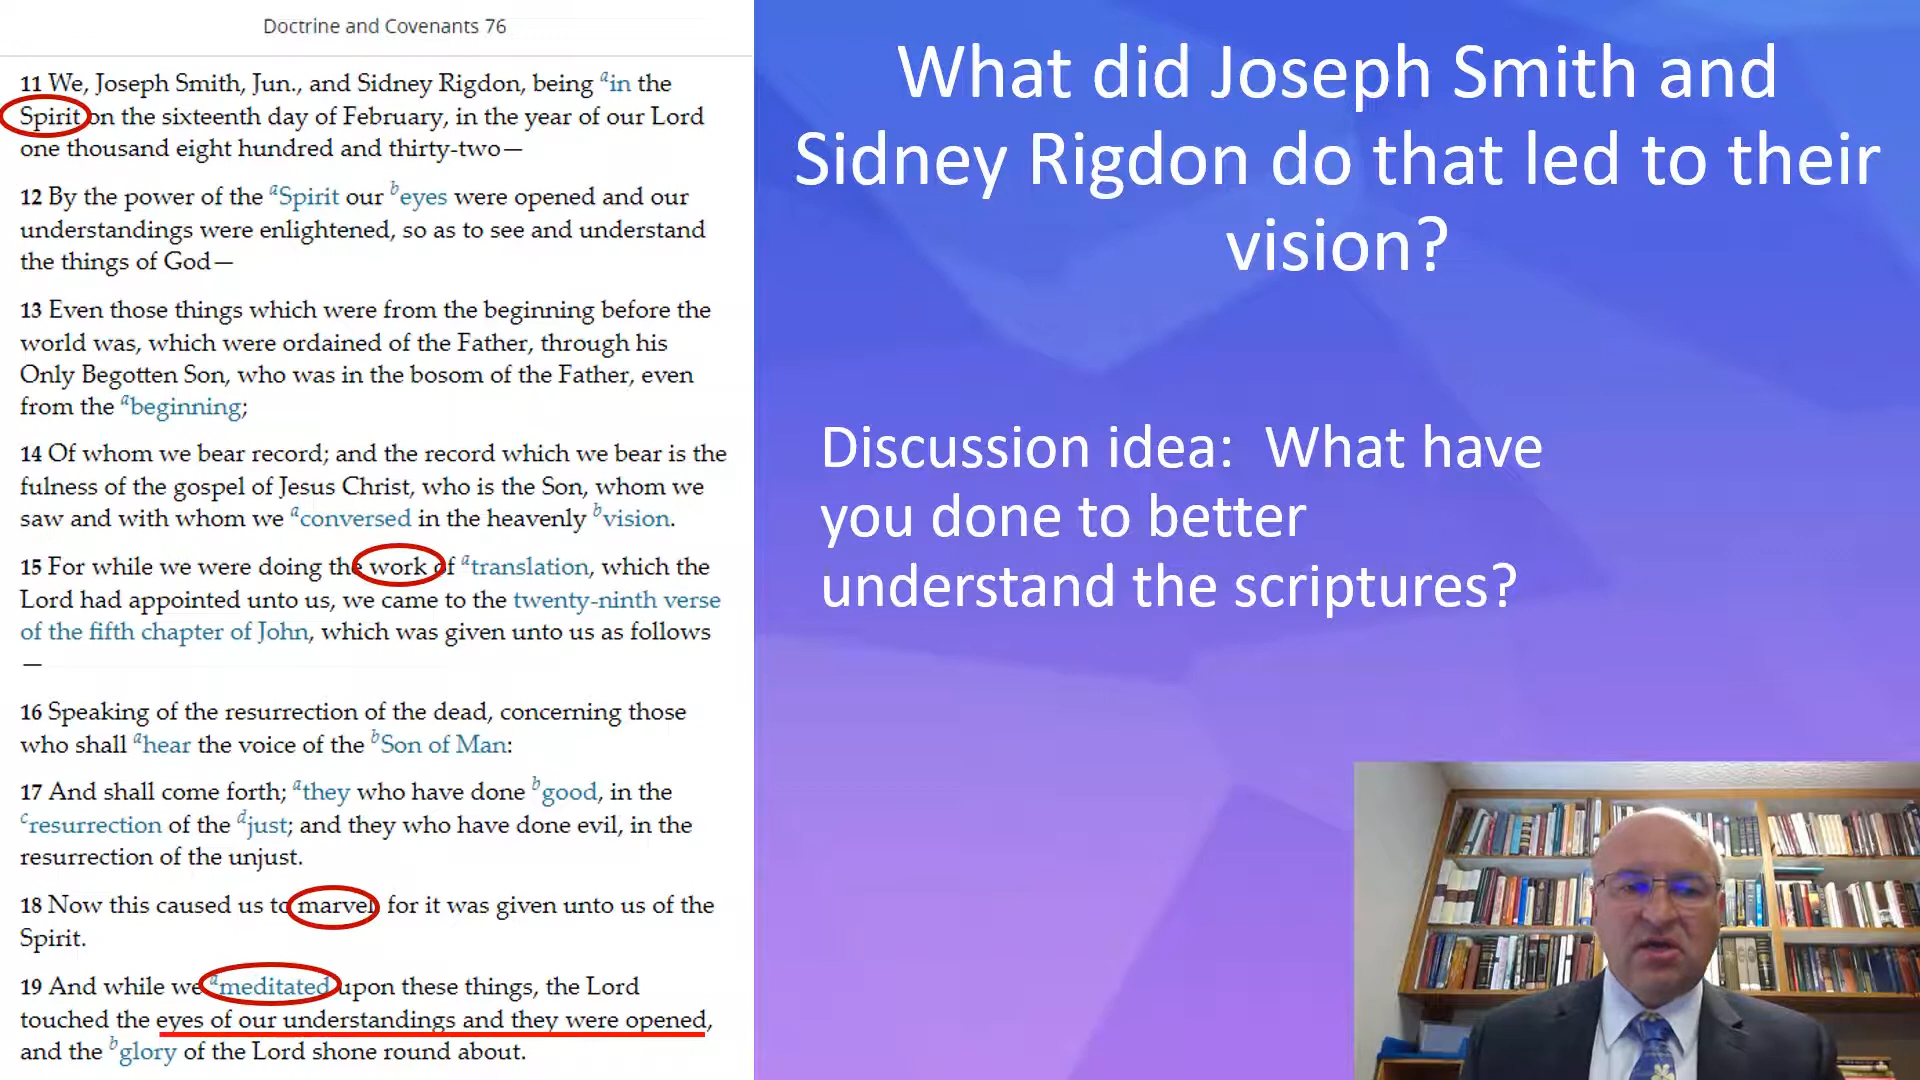 Doctrine and Covenants 76
11 We, Joseph Smith, Jun., and Sidney Rigdon, being ain the
Spirit on the sixteenth day of February, in the year of our Lord
one thousand eight hundred and thirty-two—
12 By the power of the aSpirit our beyes were opened and our
understandings were enlightened, so as to see and understand
the things of God—
13 Even those things which were from the beginning before the
world was, which were ordained of the Father, through his
Only Begotten Son, who was in the bosom of the Father, even
from the abeginning;
14 Of whom we bear record; and the record which we bear is the
fulness of the gospel of Jesus Christ, who is the Son, whom we
saw and with whom we aconversed in the heavenly bvision.
15 For while we were doing the work of atranslation, which the
Lord had appointed unto us, we came to the twenty-ninth verse
of the fifth chapter of John, which was given unto us as follows
—
16 Speaking of the resurrection of the dead, concerning those
who shall ahear the voice of the bSon of Man:
17 And shall come forth; athey who have done bgood, in the
cresurrection of the djust; and they who have done evil, in the
resurrection of the unjust.
18 Now this caused us to marvel, for it was given unto us of the
Spirit.
19 And while we ameditated upon these things, the Lord
touched the eyes of our understandings and they were opened,
and the bglory of the Lord shone round about.
What did Joseph Smith and
Sidney Rigdon do that led to their
vision?
Discussion idea: What have
you done to better
understand the scriptures?